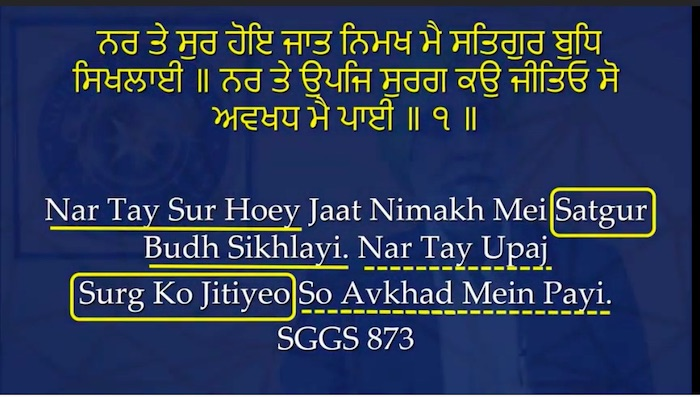 ਨਰ ਤੇ ਸੁਰ ਹੋਇ ਜਾਤ ਨਿਮਖ ਮੈ ਸਤਿਗੁਰ ਬੁਧਿ
ਸਿਖਲਾਈ ॥ ਨਰ ਤੇ ਉਪਜਿ ਸੁਰਗ ਕਉ ਜੀਤਿਓ ਸੋ
ਅਵਖਧ ਮੈ ਪਾਈ ॥ ੧ ॥
Nar Tay Sur Hoey Jaat Nimakh Mei Satgur
Budh Sikhlayi. Nar Tay Upaj
Surg Ko Jitiyeo So Avkhad Mein Payi.
SGGS 873